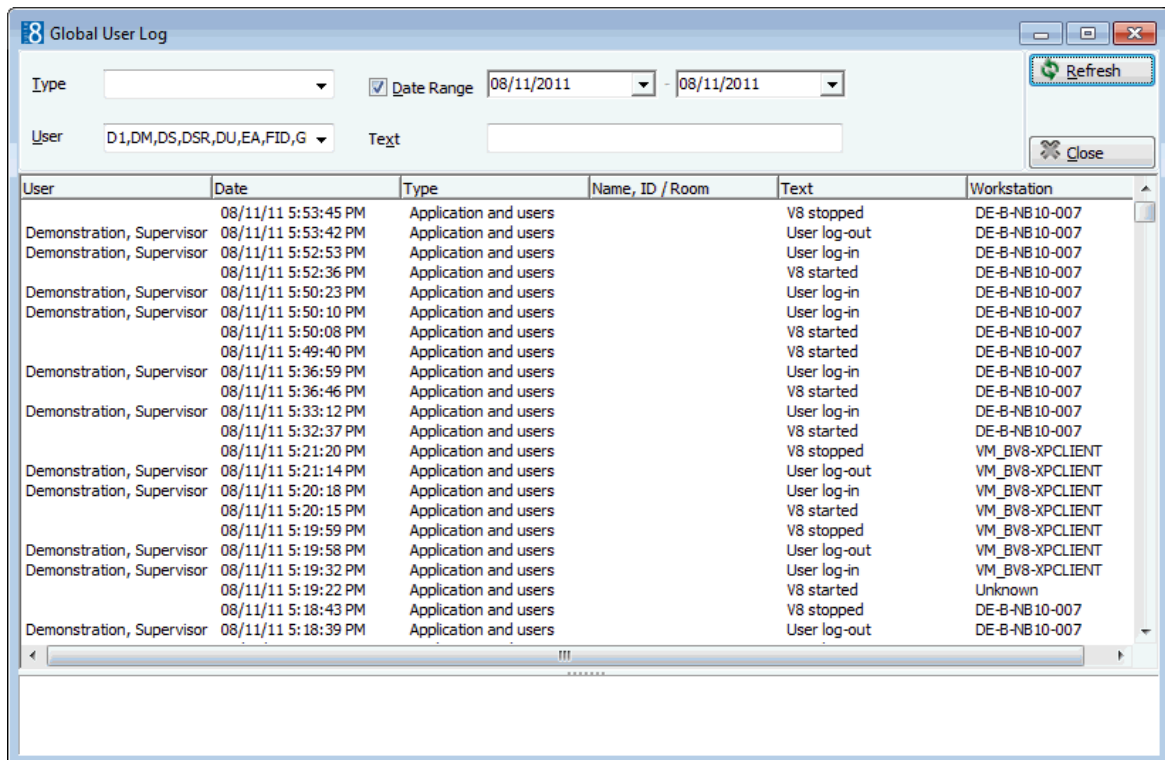 8 Global User Log
Type Date Range 08/11/2011 - 08/11/2011 Refresh
User D1,DM,DS,DSR,DU,EA,FID,G Text Close
User Date Type Name, ID / Room Text Workstation
08/11/11 5:53:45 PM Application and users V8 stopped DE-B-NB10-007
Demonstration, Supervisor 08/11/11 5:53:42 PM Application and users User log-out DE-B-NB10-007
Demonstration, Supervisor 08/11/11 5:52:53 PM Application and users User log-in DE-B-NB10-007
08/11/11 5:52:36 PM Application and users V8 started DE-B-NB10-007
Demonstration, Supervisor 08/11/11 5:50:23 PM Application and users User log-in DE-B-NB10-007
Demonstration, Supervisor 08/11/11 5:50:10 PM Application and users User log-in DE-B-NB10-007
08/11/11 5:50:08 PM Application and users V8 started DE-B-NB10-007
08/11/11 5:49:40 PM Application and users V8 started DE-B-NB10-007
Demonstration, Supervisor 08/11/11 5:36:59 PM Application and users User log-in DE-B-NB10-007
08/11/11 5:36:46 PM Application and users V8 started DE-B-NB10-007
Demonstration, Supervisor 08/11/11 5:33:12 PM Application and users User log-in DE-B-NB10-007
08/11/11 5:32:37 PM Application and users V8 started DE-B-NB10-007
08/11/11 5:21:20 PM Application and users V8 stopped VM_BV8-XPCLIENT
Demonstration, Supervisor 08/11/11 5:21:14 PM Application and users User log-out VM_BV8-XPCLIENT
Demonstration, Supervisor 08/11/11 5:20:18 PM Application and users User log-in VM_BV8-XPCLIENT
08/11/11 5:20:15 PM Application and users V8 started VM_BV8-XPCLIENT
08/11/11 5:19:59 PM Application and users V8 stopped VM_BV8-XPCLIENT
Demonstration, Supervisor 08/11/11 5:19:58 PM Application and users User log-out VM_BV8-XPCLIENT
Demonstration, Supervisor 08/11/11 5:19:32 PM Application and users User log-in VM_BV8-XPCLIENT
08/11/11 5:19:22 PM Application and users V8 started Unknown
08/11/11 5:18:43 PM Application and users V8 stopped DE-B-NB10-007
Demonstration, Supervisor 08/11/11 5:18:39 PM Application and users User log-out DE-B-NB10-007